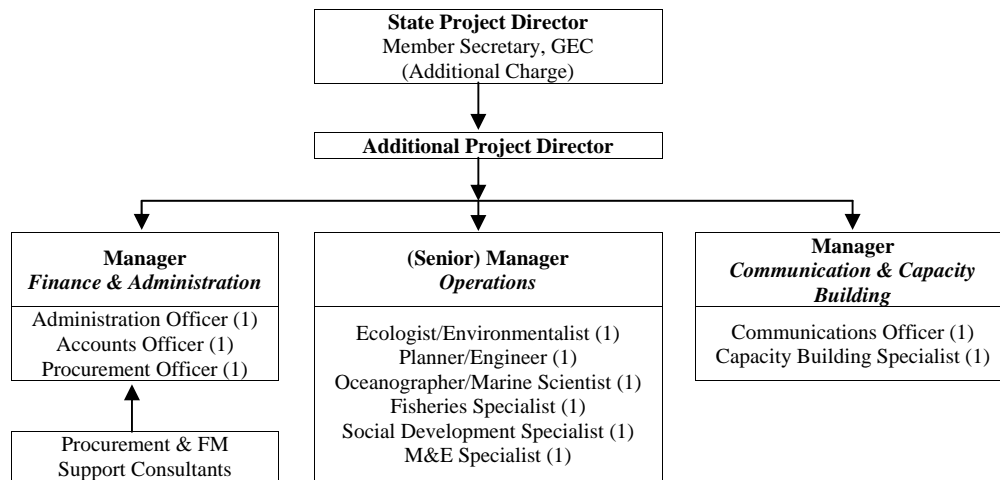 State Project Director
Member Secretary, GEC
(Additional Charge)
Additional Project Director
Manager
Finance & Administration
Administration Officer (1)
Accounts Officer (1)
Procurement Officer (1)
Procurement & FM
Support Consultants
(Senior) Manager
Operations
Ecologist/Environmentalist (1)
Planner/Engineer (1)
Oceanographer/Marine Scientist (1)
Fisheries Specialist (1)
Social Development Specialist (1)
M&E Specialist (1)
Manager
Communication & Capacity
Building
Communications Officer (1)
Capacity Building Specialist (1)